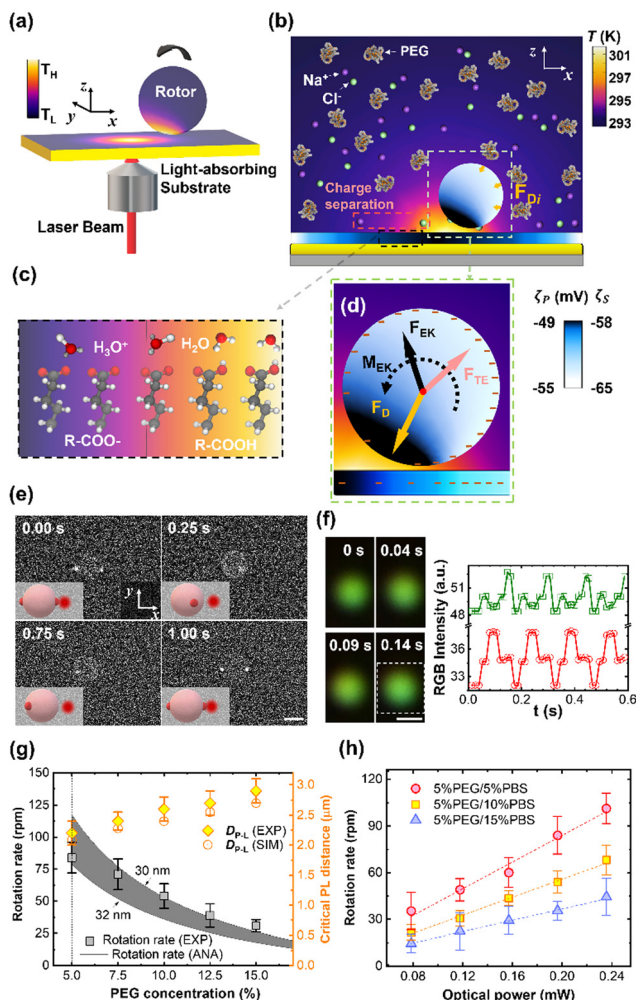 (a)
T_H
T_L
z
y
x
Rotor
Light-absorbing
Substrate
Laser Beam
(b)
PEG
Na⁺
Cl⁻
z
x
Charge
separation
F_Di
T (K)
301
299
297
295
293
(c)
H₃O⁺
H₂O
R-COO-
R-COOH
(d)
F_EK
M_EK
F_TE
F_D
ζ_P (mV) ζ_S
-49
-58
-55
-65
(e)
0.00 s
0.25 s
y
x
0.75 s
1.00 s
(f)
0 s
0.04 s
0.09 s
0.14 s
RGB Intensity (a.u.)
51
48
36
33
0.0 0.2 0.4 0.6
t (s)
(g)
Rotation rate (rpm)
150
125
100
75
50
25
0
D_P-L (EXP)
D_P-L (SIM)
30 nm
32 nm
Rotation rate (EXP)
Rotation rate (ANA)
5.0 7.5 10.0 12.5 15.0
PEG concentration (%)
3.0
2.5
2.0
1.5
1.0
0.5
0.0
Critical PL distance (μm)
(h)
Rotation rate (rpm)
120
90
60
30
0
5%PEG/5%PBS
5%PEG/10%PBS
5%PEG/15%PBS
0.08 0.12 0.16 0.20 0.24
Optical power (mW)